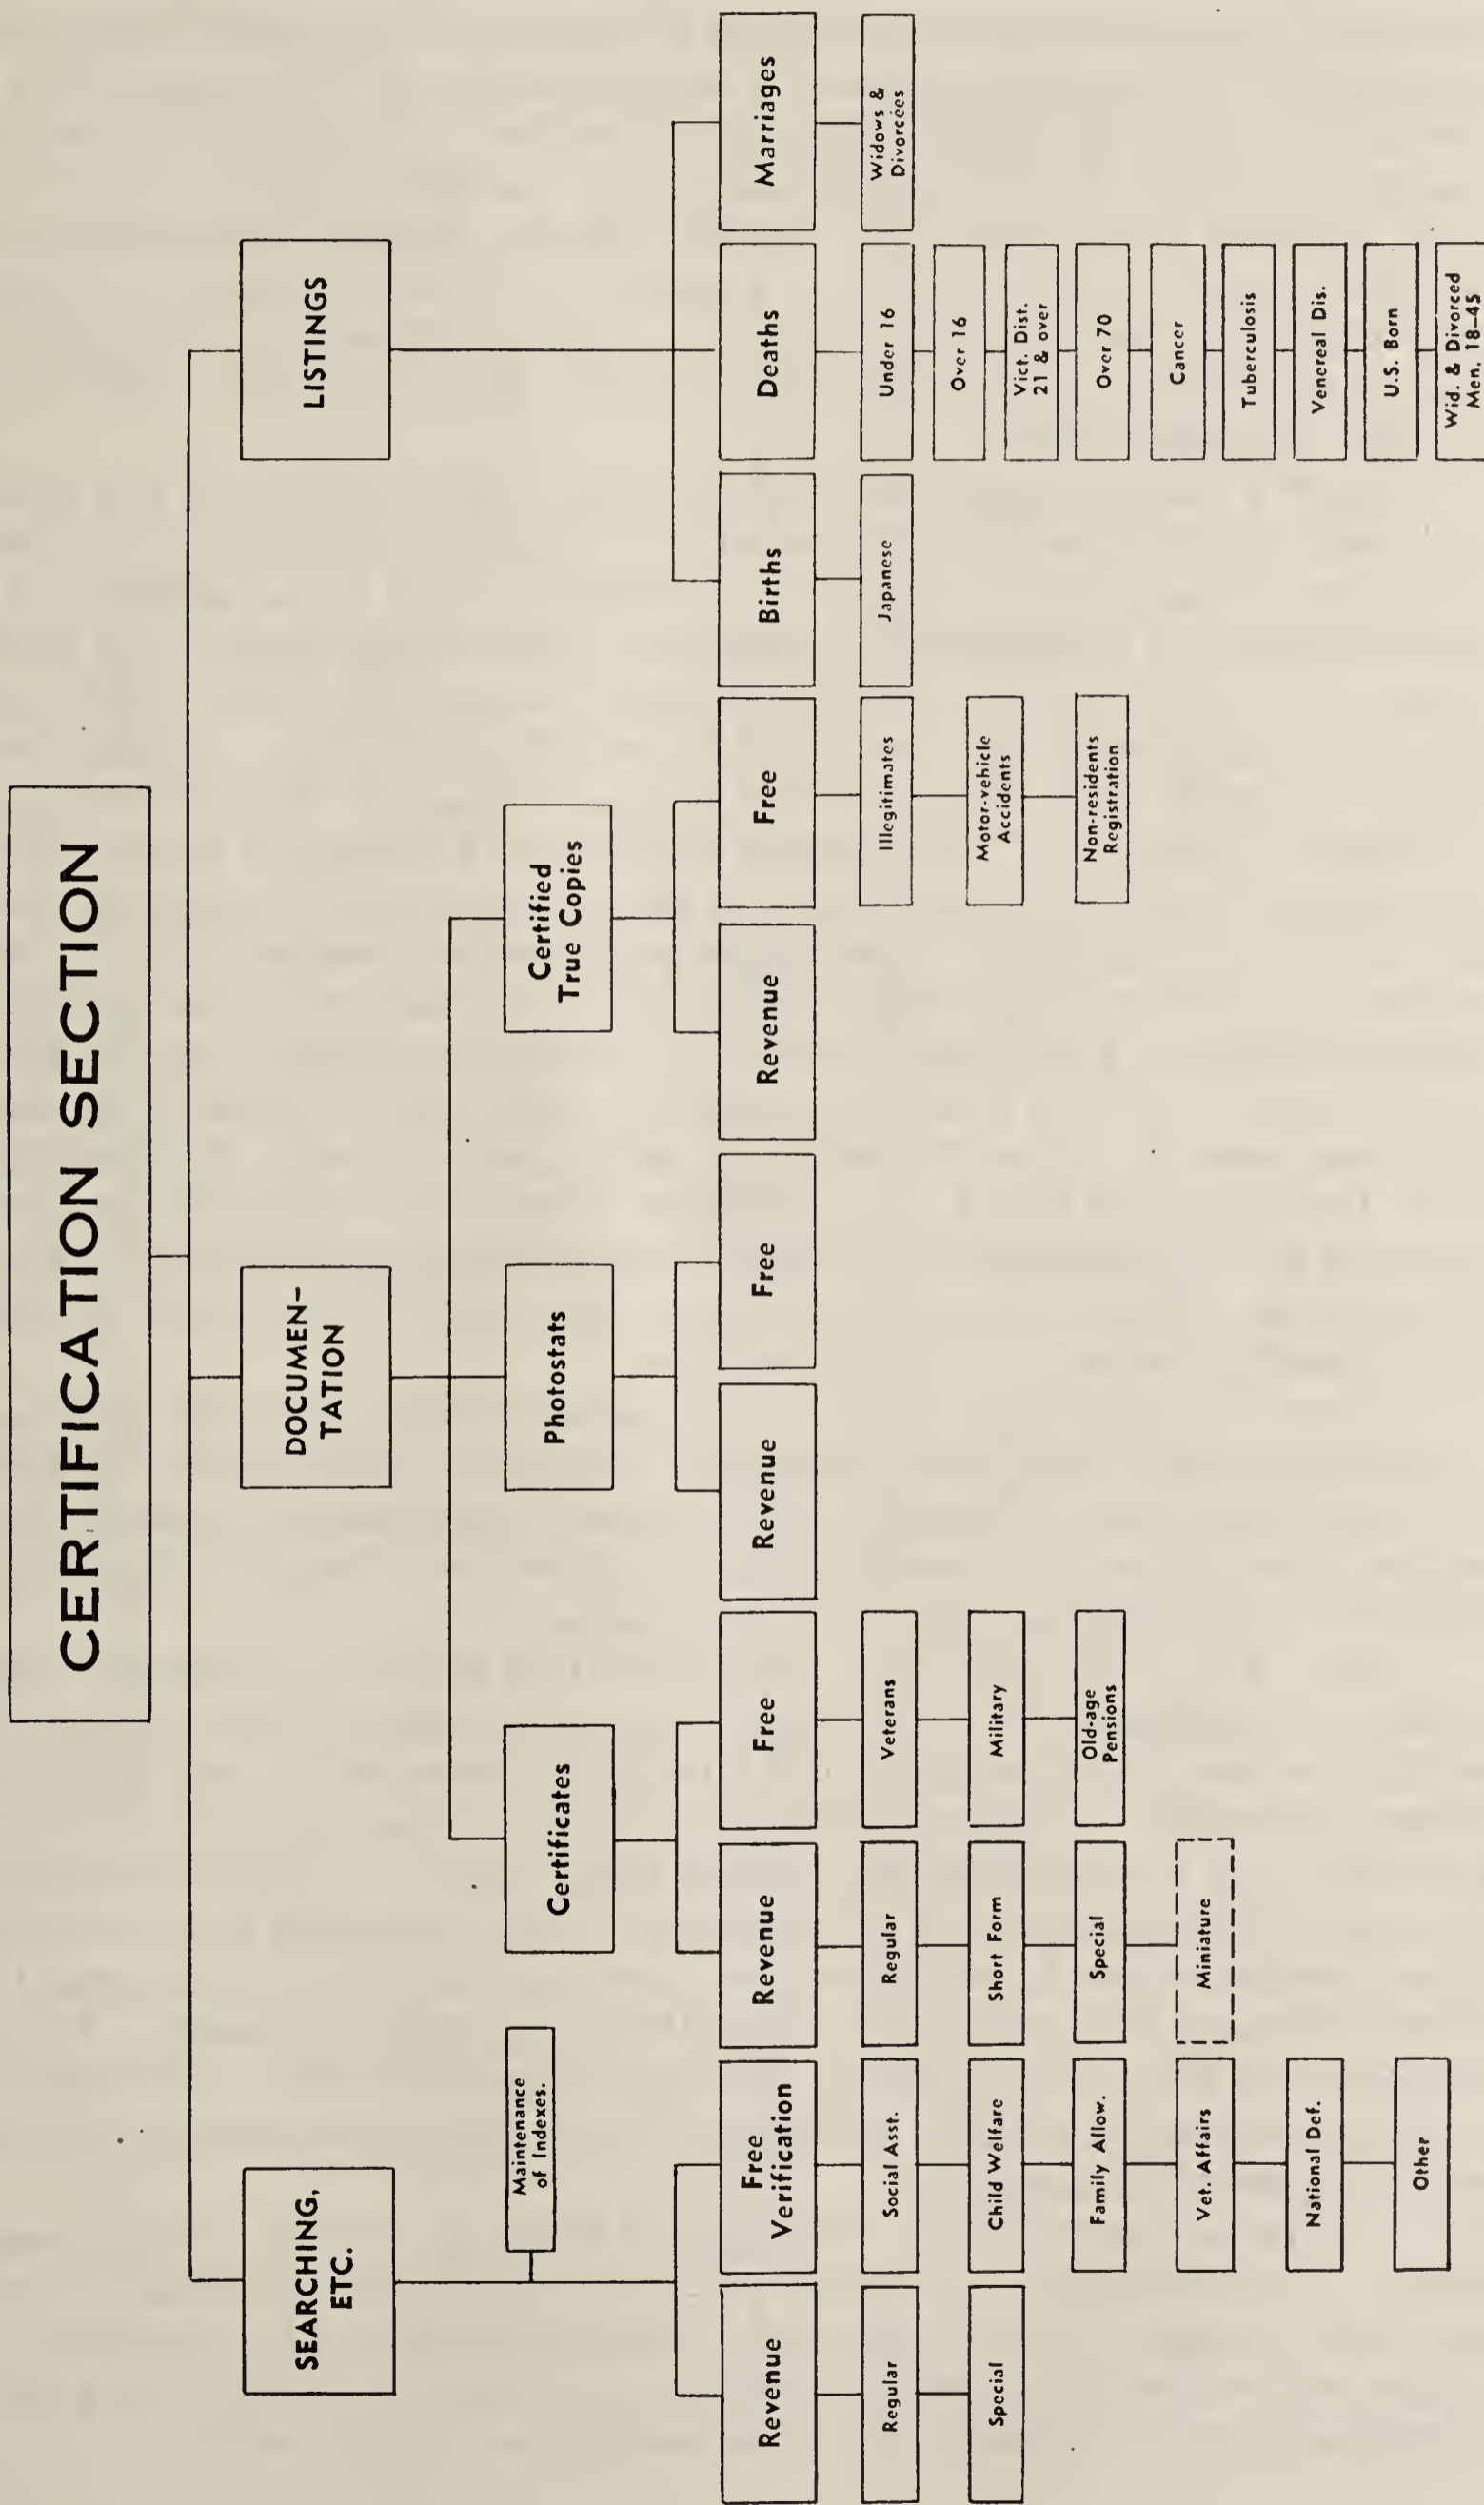 CERTIFICATION SECTION
SEARCHING,
ETC.
Maintenance
of Indexes.
Revenue
Regular
Special
Free
Verification
Social Asst.
Child Welfare
Family Allow.
Vet. Affairs
National Def.
Other
DOCUMEN-
TATION
Certificates
Revenue
Regular
Short Form
Special
Miniature
Free
Veterans
Military
Old-age
Pensions
Photostats
Revenue
Free
Certified
True Copies
Revenue
Free
Illegitimates
Motor-vehicle
Accidents
Non-residents
Registration
LISTINGS
Births
Japanese
Deaths
Under 16
Over 16
Vict. Dist.
21 & over
Over 70
Cancer
Tuberculosis
Venereal Dis.
U.S. Born
Wid. & Divorced
Men. 18-45
Marriages
Widows &
Divorcées